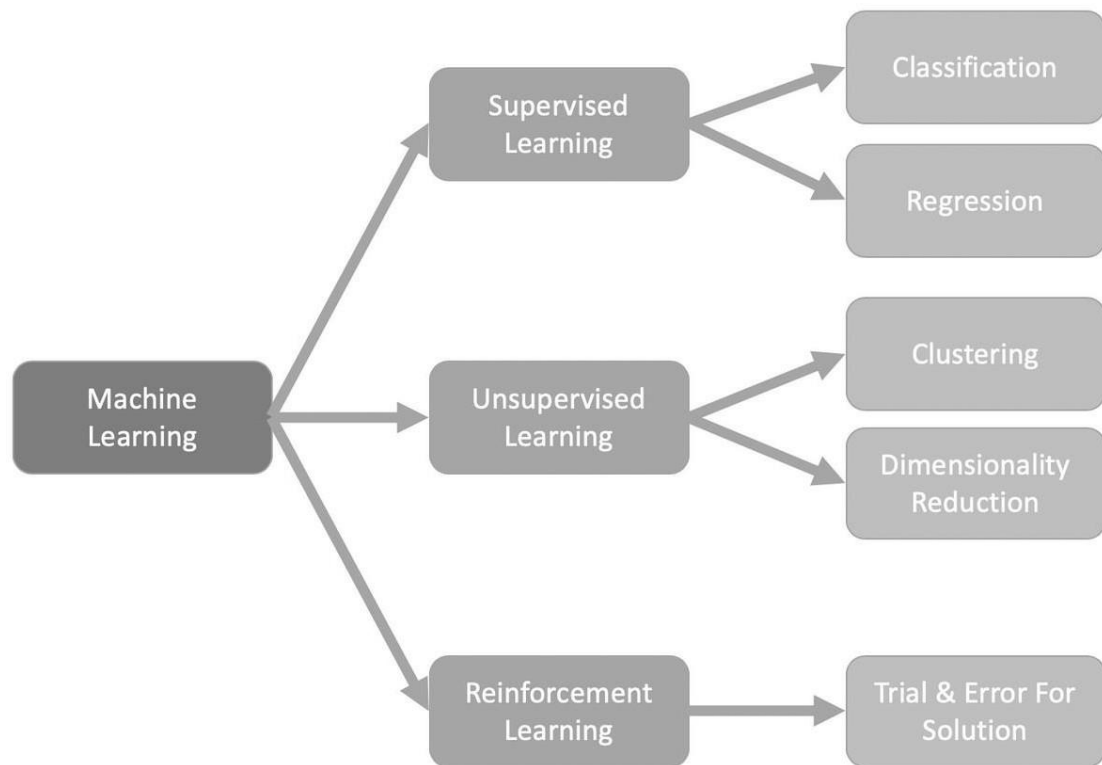 Machine
Learning
Supervised
Learning
Classification
Regression
Unsupervised
Learning
Clustering
Dimensionality
Reduction
Reinforcement
Learning
Trial & Error For
Solution